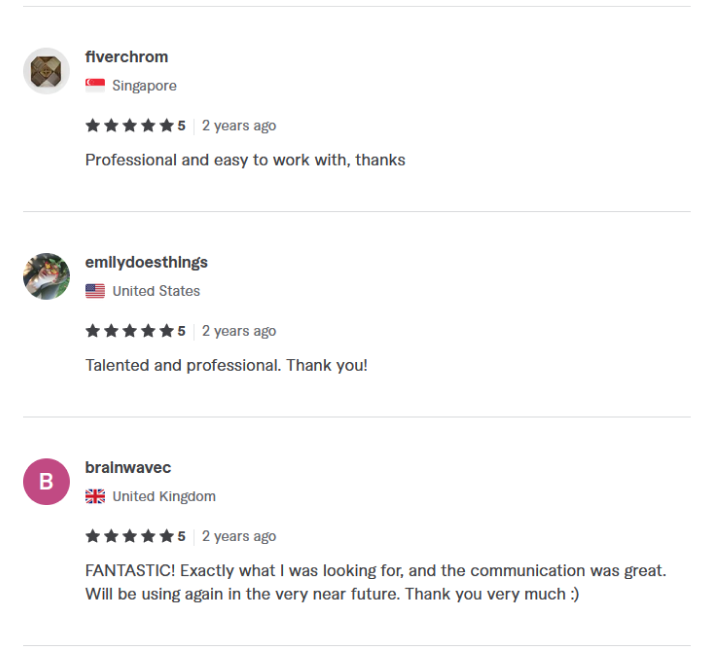 fiverchrom
Singapore
5 2 years ago
Professional and easy to work with, thanks
emilydoesthings
United States
5 2 years ago
Talented and professional. Thank you!
B
brainwavec
United Kingdom
5 2 years ago
FANTASTIC! Exactly what I was looking for, and the communication was great.
Will be using again in the very near future. Thank you very much :)